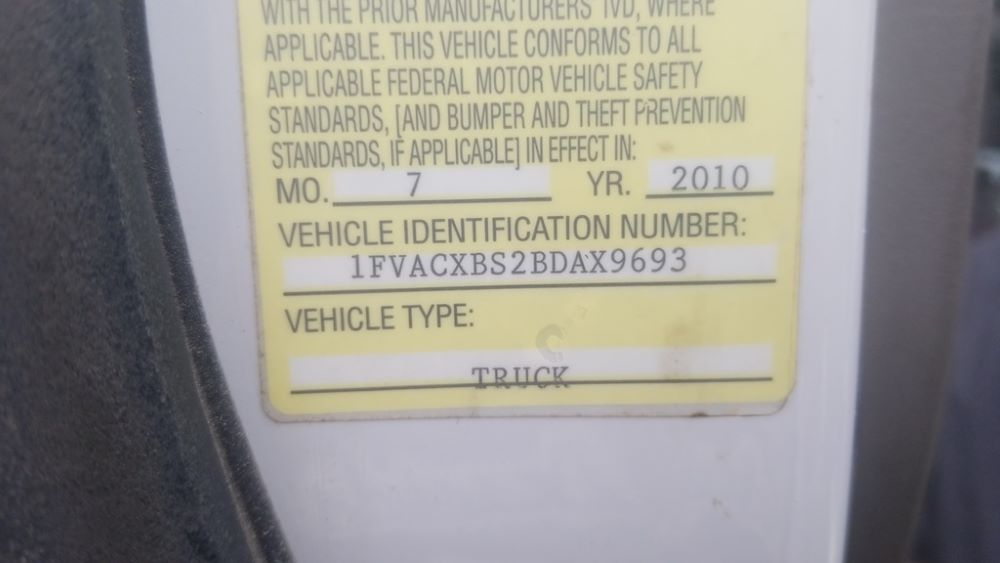 WITH THE PRIOR MANUFACTURERS' IVD, WHERE
APPLICABLE. THIS VEHICLE CONFORMS TO ALL
APPLICABLE FEDERAL MOTOR VEHICLE SAFETY
STANDARDS, [AND BUMPER AND THEFT PREVENTION
STANDARDS, IF APPLICABLE] IN EFFECT IN:
MO. 7 YR. 2010
VEHICLE IDENTIFICATION NUMBER:
1FVACXBS2BDAX9693
VEHICLE TYPE:
TRUCK